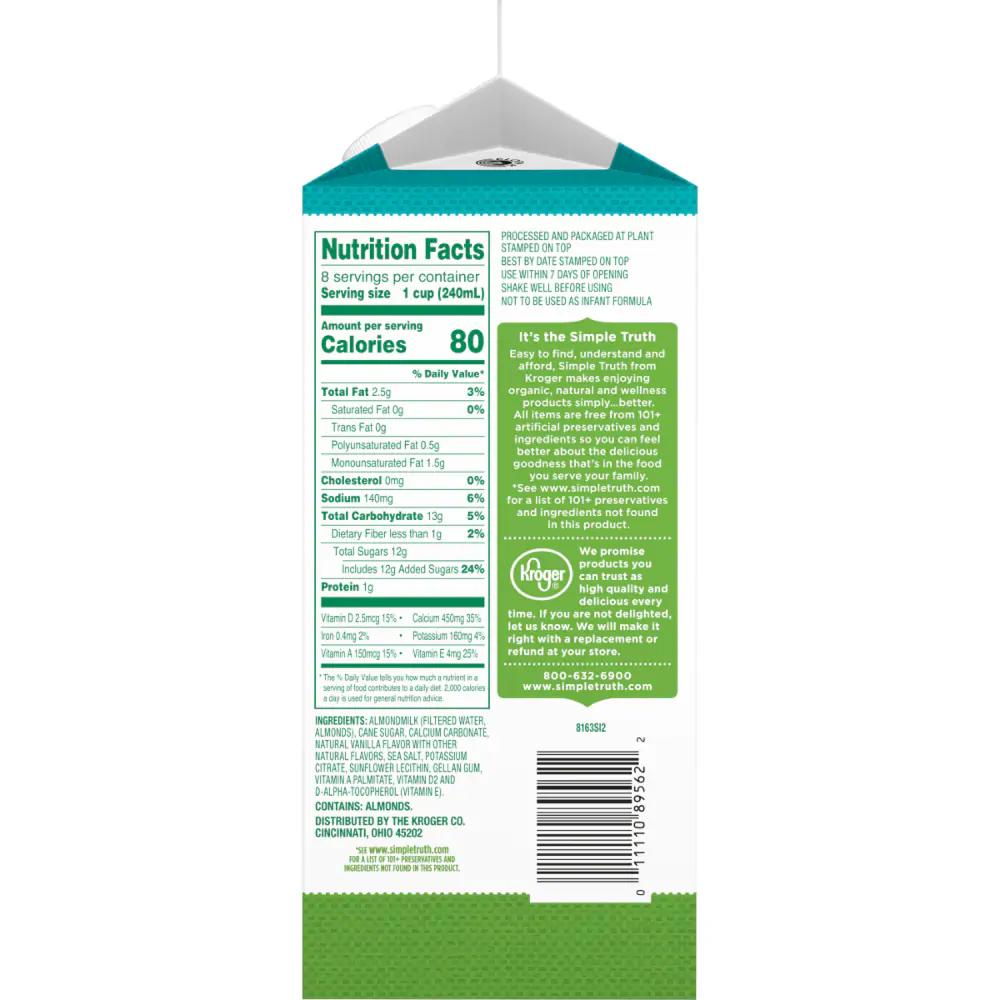 Nutrition Facts
8 servings per container
Serving size 1 cup (240mL)
Amount per serving
Calories 80
% Daily Value*
Total Fat 2.5g 3%
Saturated Fat 0g 0%
Trans Fat 0g
Polyunsaturated Fat 0.5g
Monounsaturated Fat 1.5g
Cholesterol 0mg 0%
Sodium 140mg 6%
Total Carbohydrate 13g 5%
Dietary Fiber less than 1g 2%
Total Sugars 12g
Includes 12g Added Sugars 24%
Protein 1g
Vitamin D 2.5mcg 15% • Calcium 450mg 35%
Iron 0.4mg 2% • Potassium 160mg 4%
Vitamin A 150mcg 15% • Vitamin E 4mg 25%
* The % Daily Value tells you how much a nutrient in a
serving of food contributes to a daily diet. 2,000 calories
a day is used for general nutrition advice.
INGREDIENTS: ALMONDMILK (FILTERED WATER,
ALMONDS), CANE SUGAR, CALCIUM CARBONATE,
NATURAL VANILLA FLAVOR WITH OTHER
NATURAL FLAVORS, SEA SALT, POTASSIUM
CITRATE, SUNFLOWER LECITHIN, GELLAN GUM,
VITAMIN A PALMITATE, VITAMIN D2 AND
D-ALPHA-TOCOPHEROL (VITAMIN E).
CONTAINS: ALMONDS.
DISTRIBUTED BY THE KROGER CO.
CINCINNATI, OHIO 45202
*SEE www.simpletruth.com
FOR A LIST OF 101+ PRESERVATIVES AND
INGREDIENTS NOT FOUND IN THIS PRODUCT.
PROCESSED AND PACKAGED AT PLANT
STAMPED ON TOP
BEST BY DATE STAMPED ON TOP
USE WITHIN 7 DAYS OF OPENING
SHAKE WELL BEFORE USING
NOT TO BE USED AS INFANT FORMULA
It's the Simple Truth
Easy to find, understand and
afford, Simple Truth from
Kroger makes enjoying
organic, natural and wellness
products simply...better.
All items are free from 101+
artificial preservatives and
ingredients so you can feel
better about the delicious
goodness that's in the food
you serve your family.
*See www.simpletruth.com
for a list of 101+ preservatives
and ingredients not found
in this product.
Kroger®
We promise
products you
can trust as
high quality and
delicious every
time. If you are not delighted,
let us know. We will make it
right with a replacement or
refund at your store.
800-632-6900
www.simpletruth.com
8163SI2
0 11110 89562 2